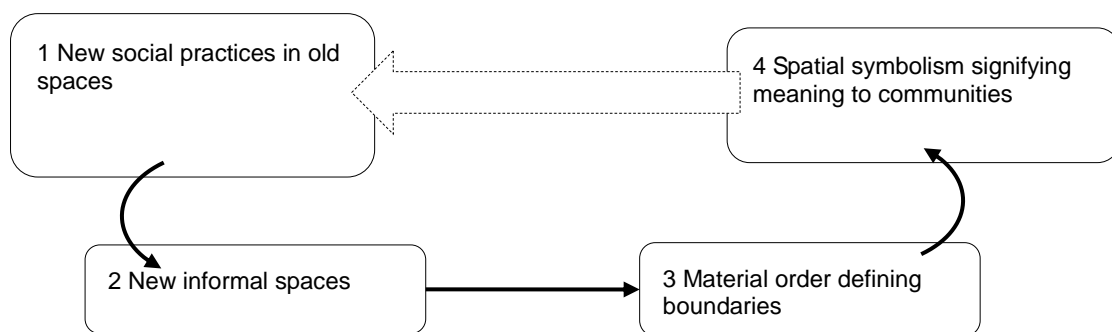 1 New social practices in old
spaces
4 Spatial symbolism signifying
meaning to communities
2 New informal spaces
3 Material order defining
boundaries